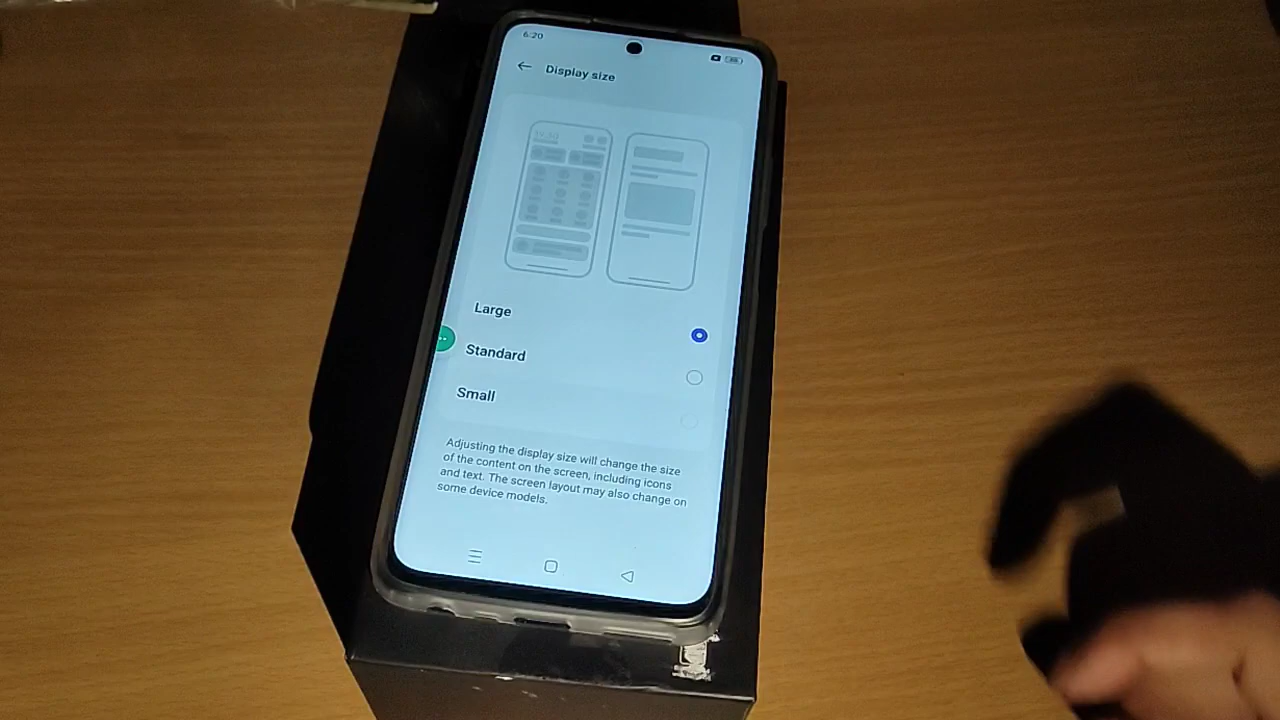 6:20
Display size
Large
Standard
Small
Adjusting the display size will change the size
of the content on the screen, including icons
and text. The screen layout may also change on
some device models.